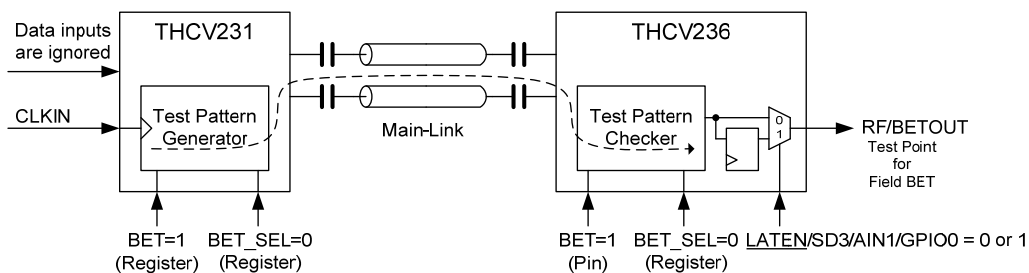 Data inputs
are ignored
CLKIN
THCV231
Test Pattern
Generator
Main-Link
THCV236
Test Pattern
Checker
0
1
RF/BETOUT
Test Point
for
Field BET
BET=1
(Register)
BET_SEL=0
(Register)
BET=1
(Pin)
BET_SEL=0
(Register)
LATEN/SD3/AIN1/GPIO0 = 0 or 1